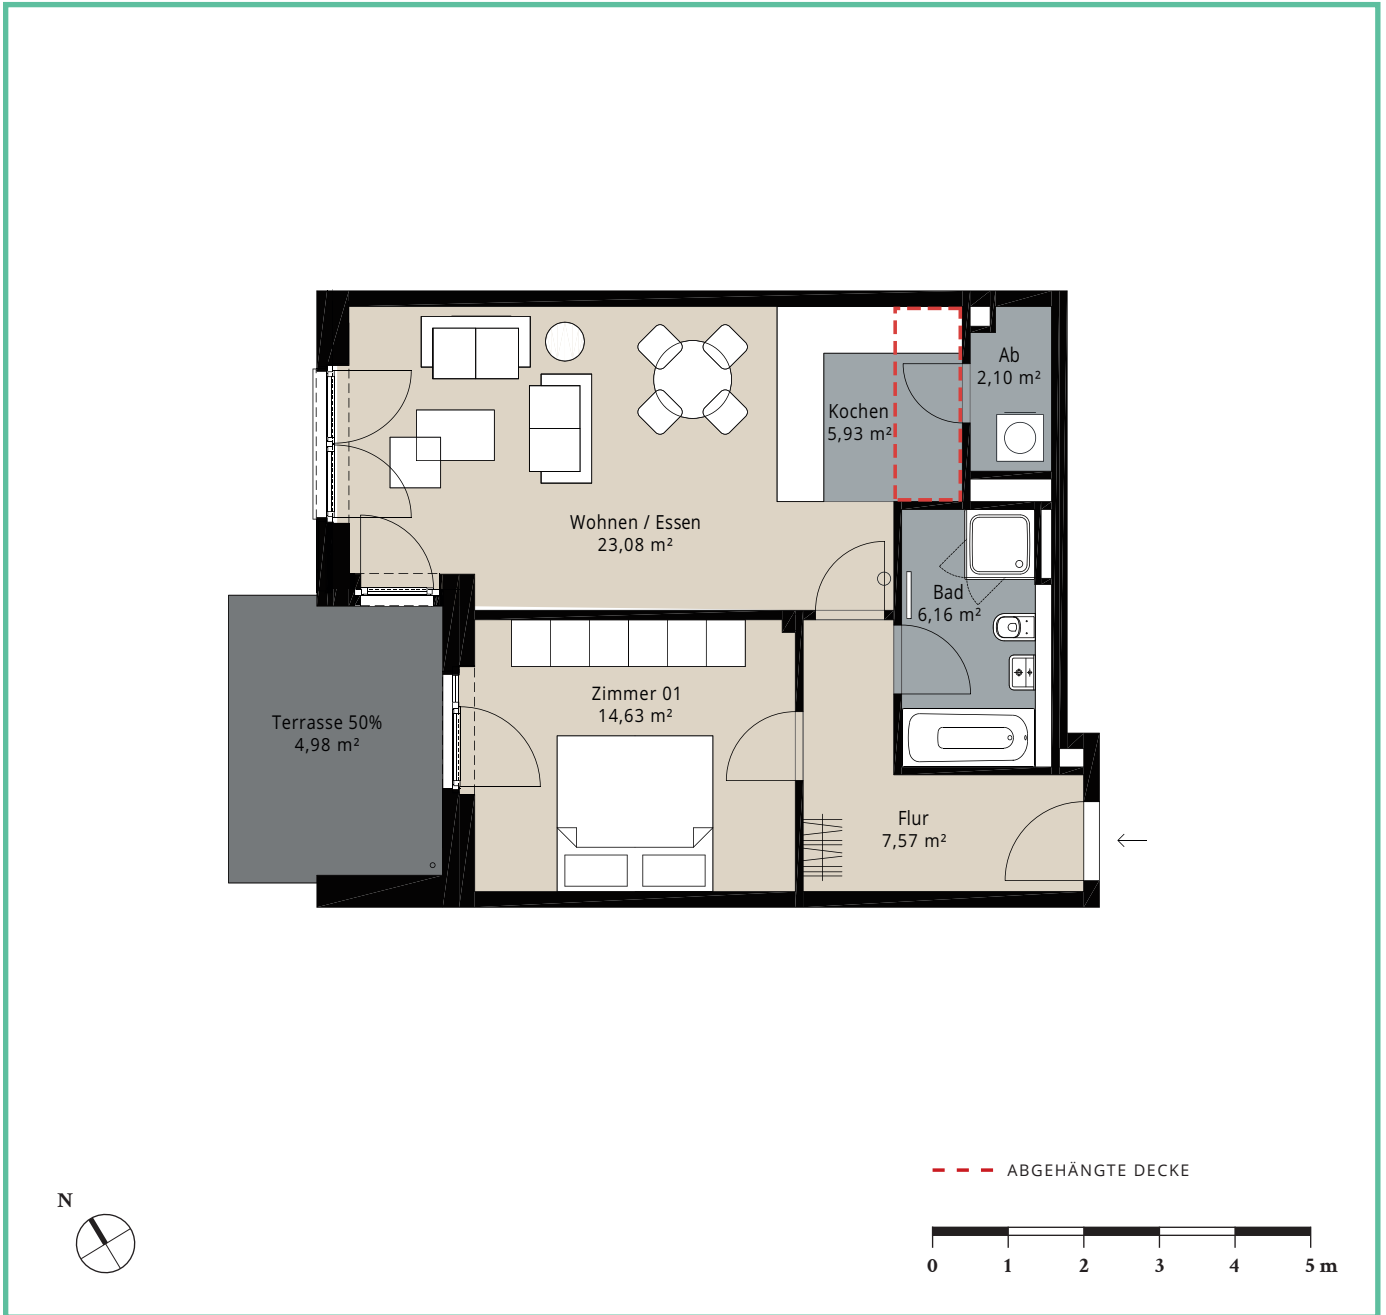 Ab
2,10 m²
Kochen
5,93 m²
Wohnen / Essen
23,08 m²
Bad
6,16 m²
Zimmer 01
14,63 m²
Terrasse 50%
4,98 m²
Flur
7,57 m²
ABGEHÄNGTE DECKE
N
0 1 2 3 4 5 m